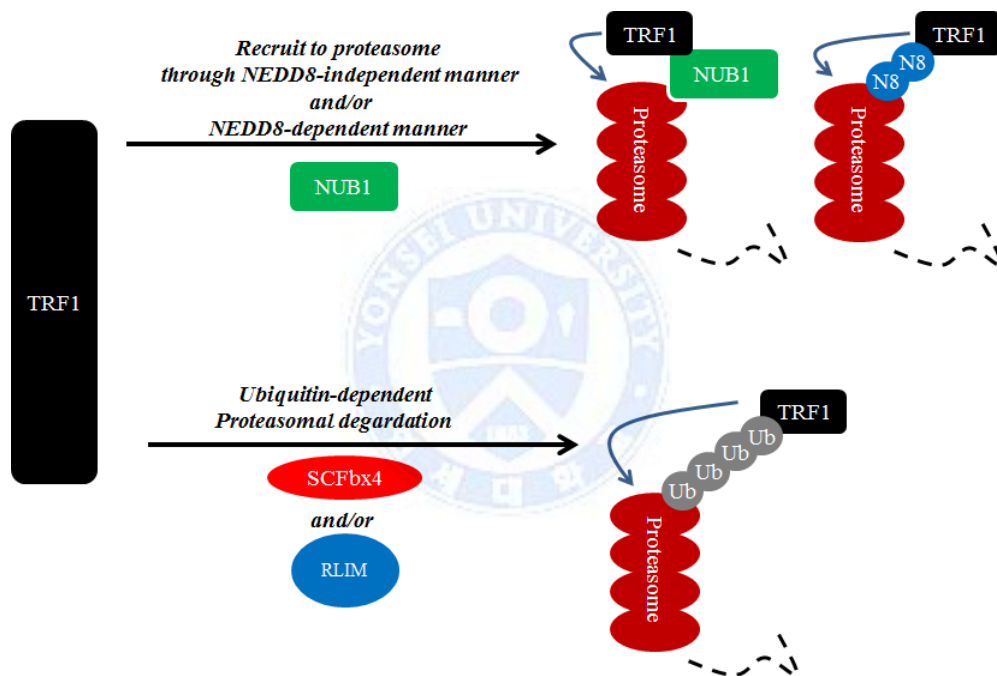 Recruit to proteasome
through NEDD8-independent manner
and/or
NEDD8-dependent manner
NUB1
TRF1
NUB1
Proteasome
TRF1
N8
N8
Proteasome
TRF1
YONSEI UNIVERSITY
1885
Ubiquitin-dependent
Proteasomal degardation
SCFbx4
and/or
RLIM
TRF1
Ub
Ub
Ub
Ub
Proteasome